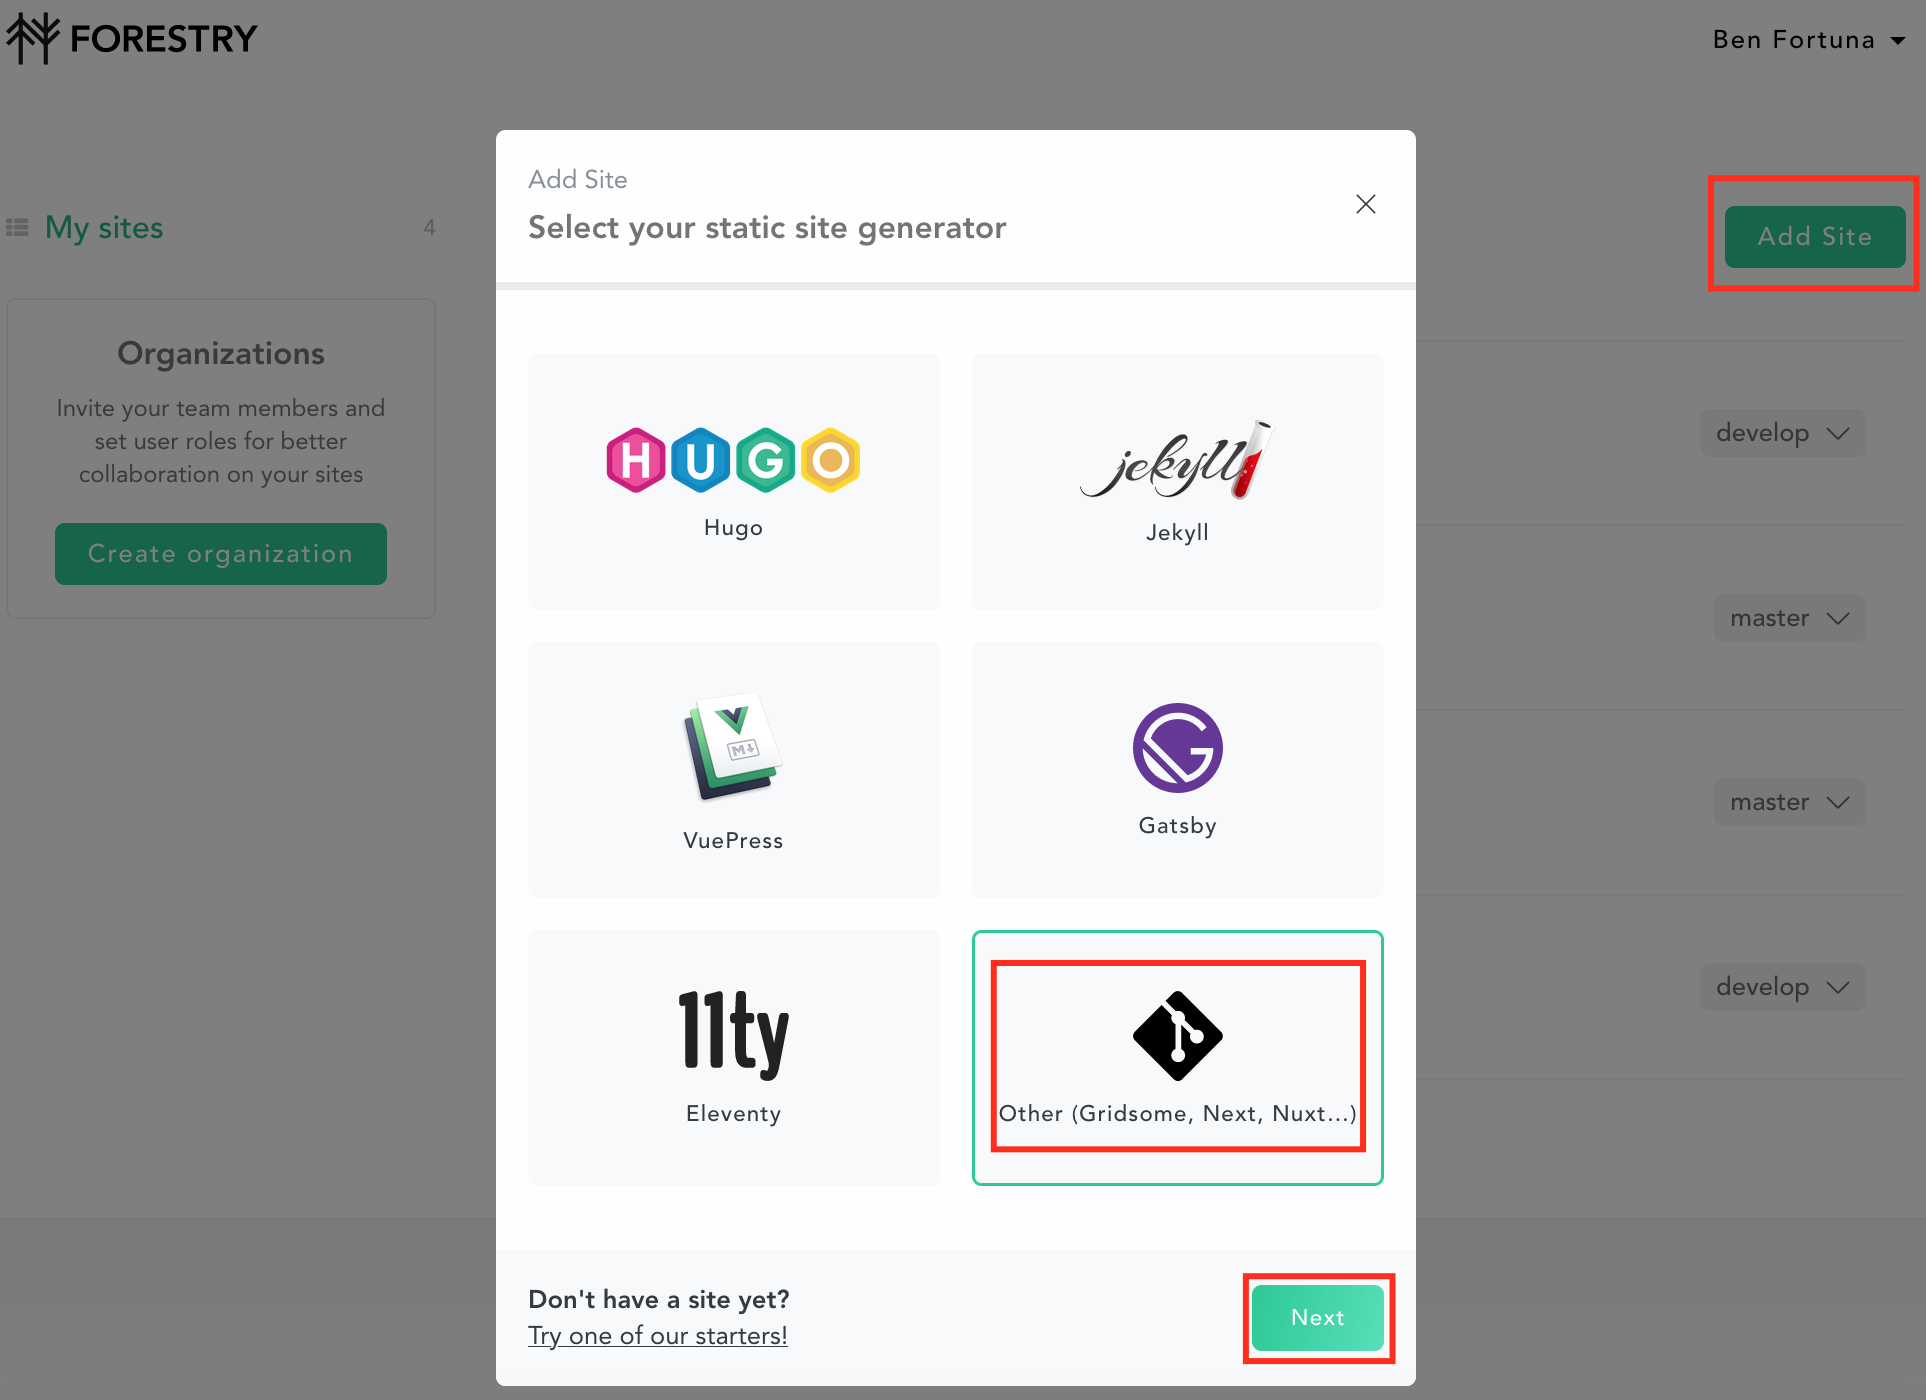 FORESTRY
Ben Fortuna
My sites
4
Organizations
Invite your team members and
set user roles for better
collaboration on your sites
Create organization
Add Site
Select your static site generator
Add Site
HUGO
Hugo
jekyll
Jekyll
M
VuePress
G
Gatsby
11ty
Eleventy
Other (Gridsome, Next, Nuxt...)
develop
master
master
develop
Don't have a site yet?
Try one of our starters!
Next